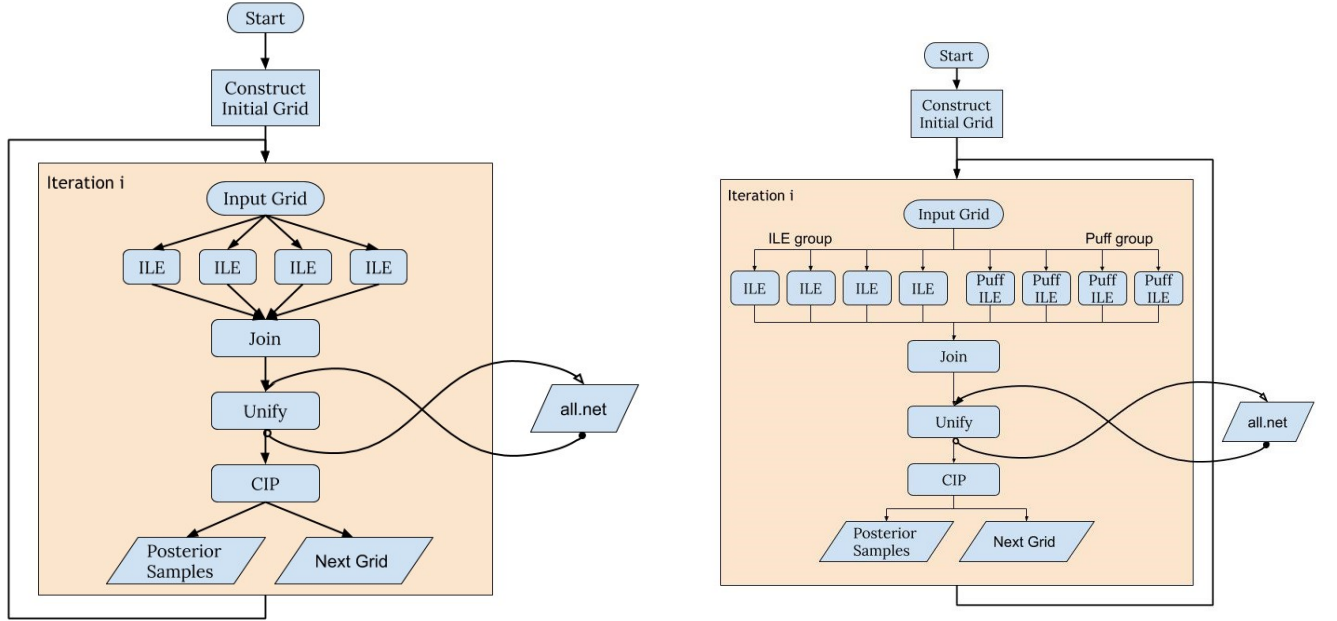 Start
Construct
Initial Grid
Iteration i
Input Grid
ILE
ILE
ILE
ILE
Join
Unify
all.net
CIP
Posterior
Samples
Next Grid
Start
Construct
Initial Grid
Iteration i
Input Grid
ILE group
Puff group
ILE
ILE
ILE
ILE
Puff
ILE
Puff
ILE
Puff
ILE
Puff
ILE
Join
Unify
all.net
CIP
Posterior
Samples
Next Grid